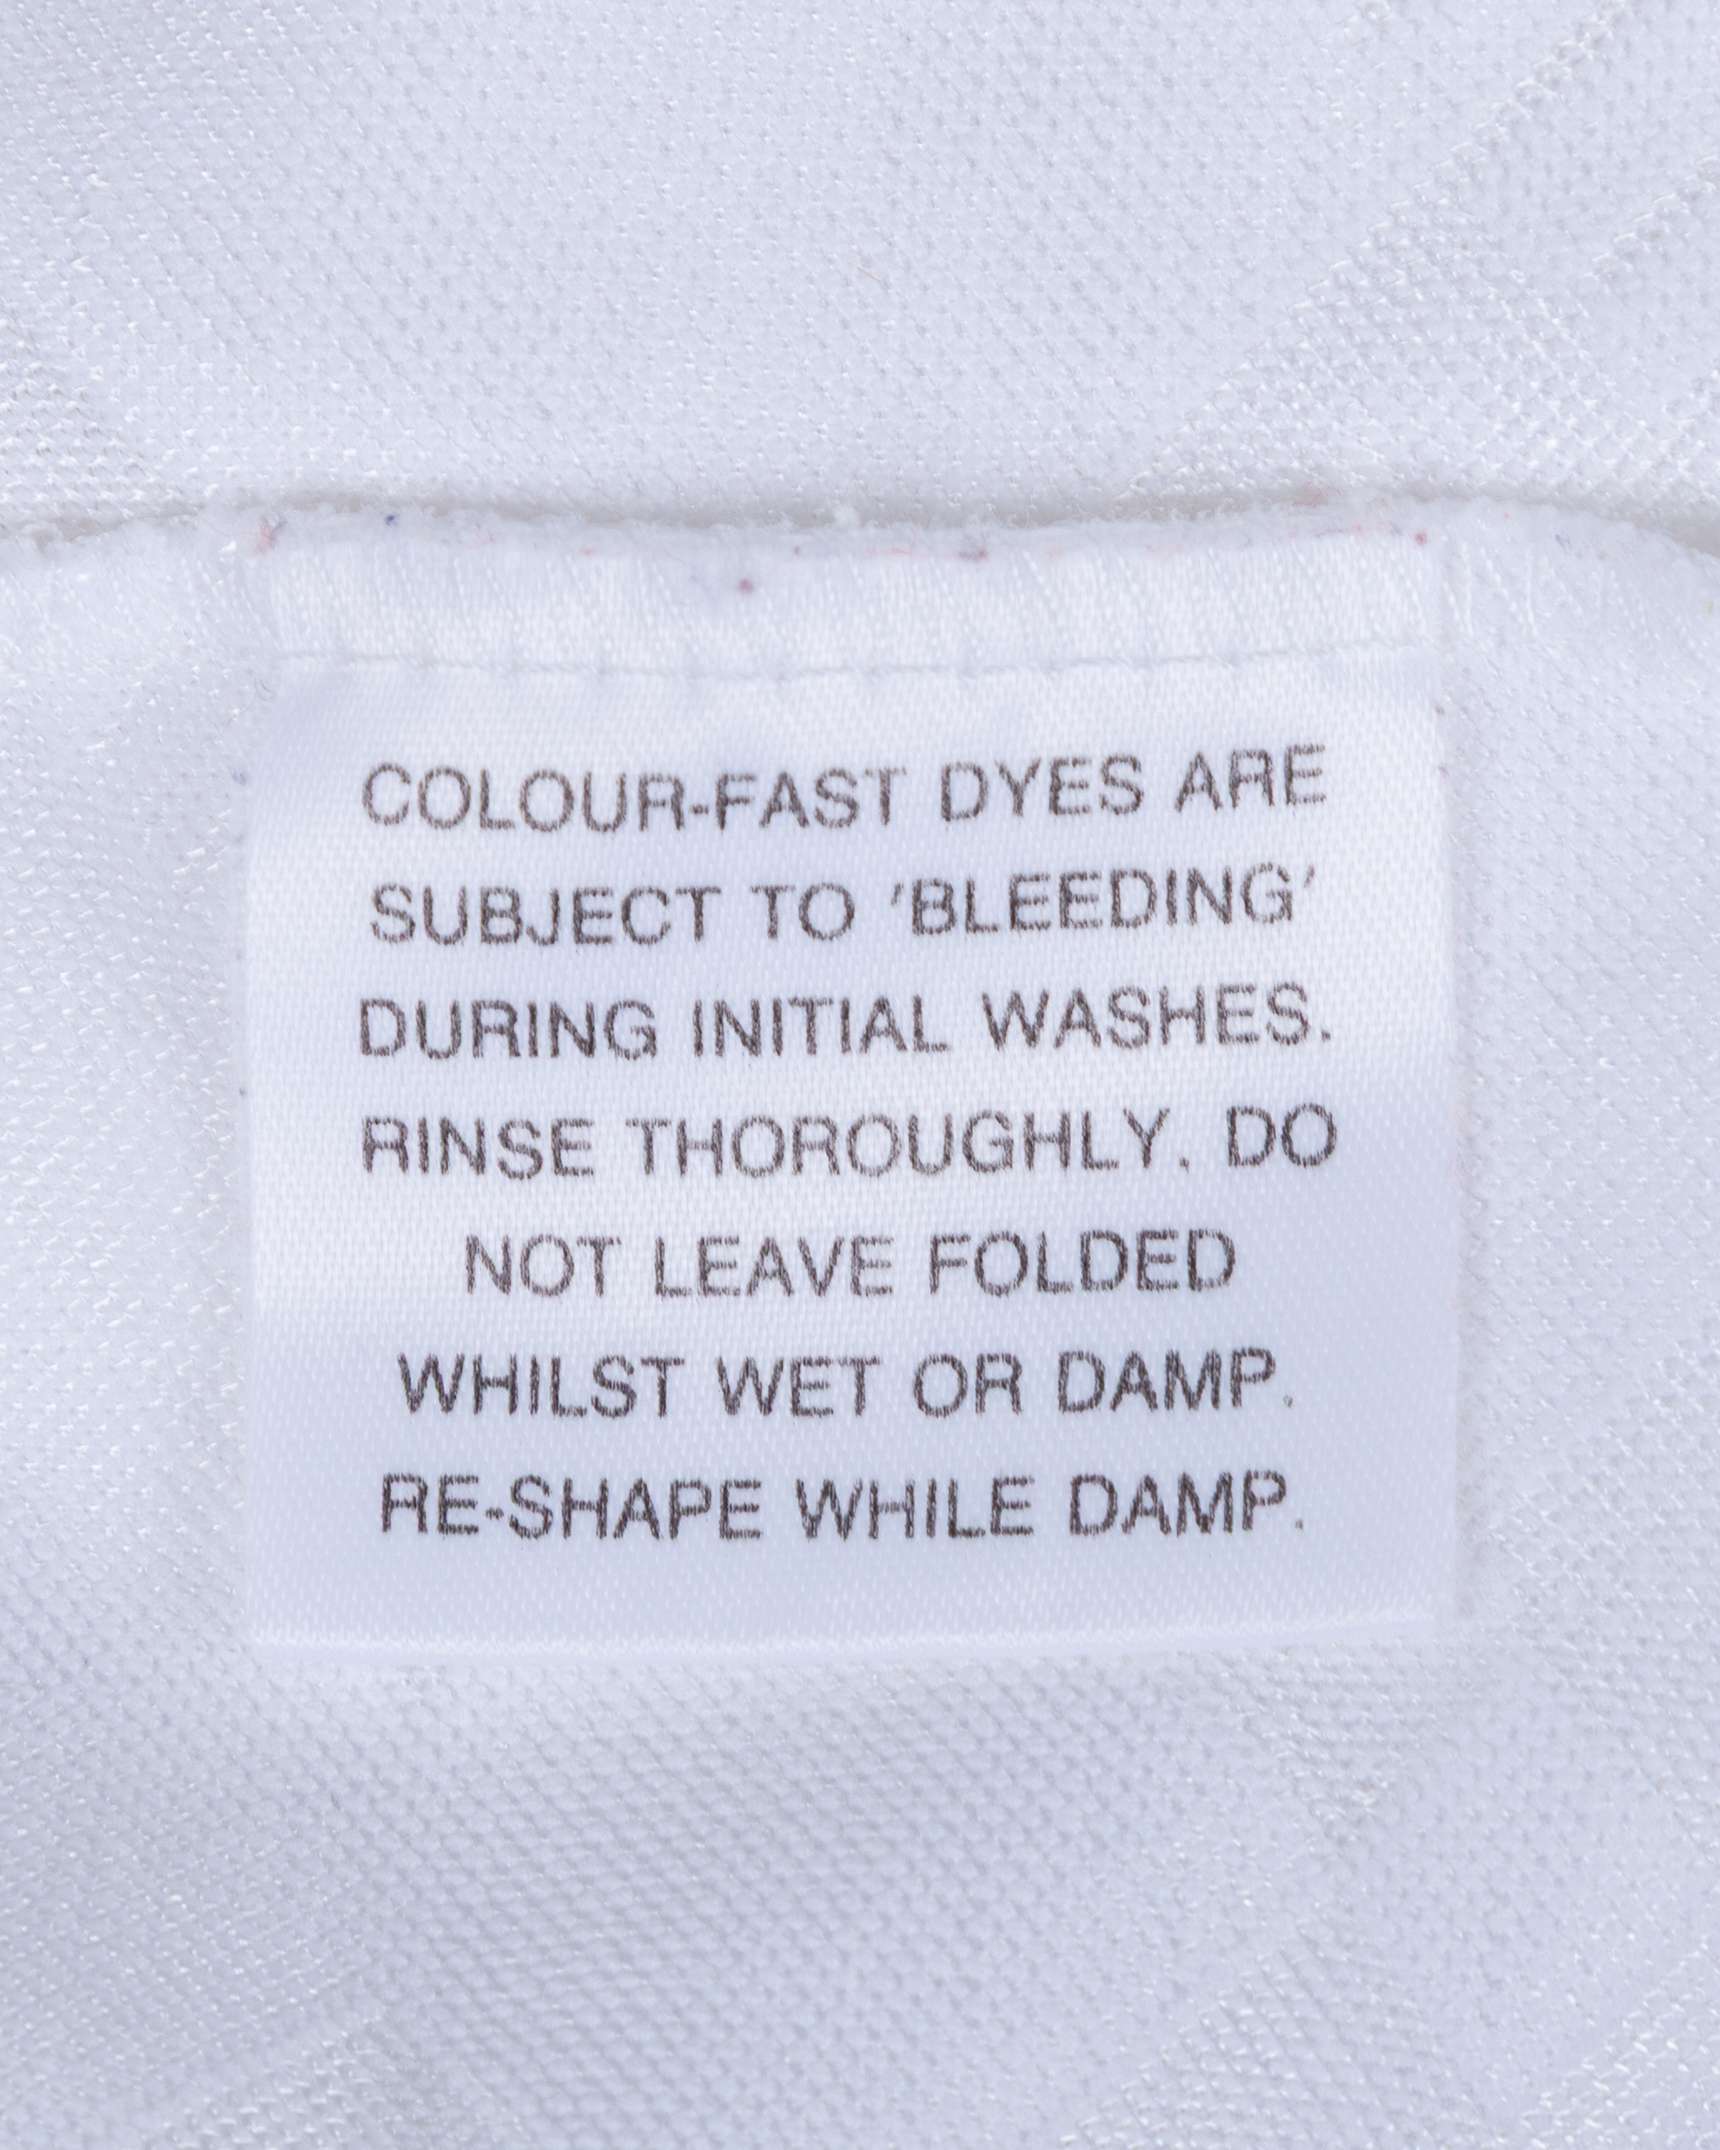 COLOUR-FAST DYES ARE
SUBJECT TO 'BLEEDING'
DURING INITIAL WASHES.
RINSE THOROUGHLY. DO
NOT LEAVE FOLDED
WHILST WET OR DAMP.
RE-SHAPE WHILE DAMP.